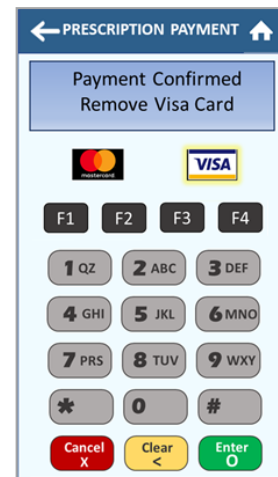 PRESCRIPTION PAYMENT
Payment Confirmed
Remove Visa Card
mastercard
VISA
F1 F2 F3 F4
1 QZ 2 ABC 3 DEF
4 GHI 5 JKL 6 MNO
7 PRS 8 TUV 9 WXY
* 0 #
Cancel Clear Enter
X < O